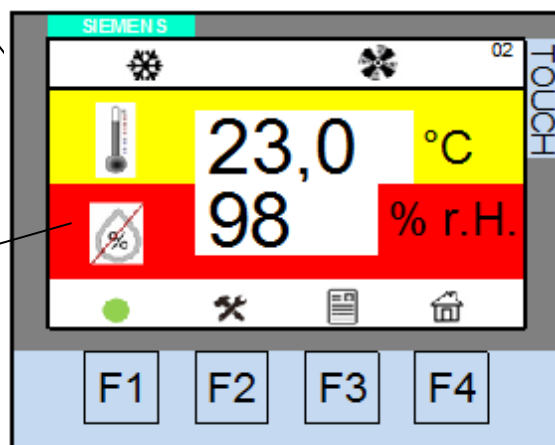 SIEMENS
02
TOUCH
23,0 °C
%
98 % r.H.
F1 F2 F3 F4